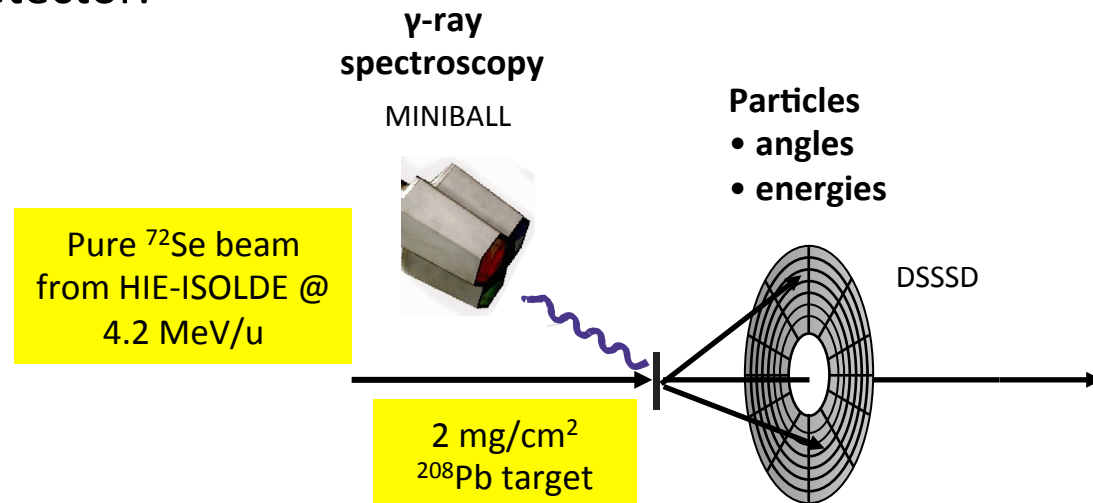 γ-ray
spectroscopy
MINIBALL
Particles
• angles
• energies
Pure ⁷²Se beam
from HIE-ISOLDE @
4.2 MeV/u
DSSSD
2 mg/cm²
²⁰⁸Pb target